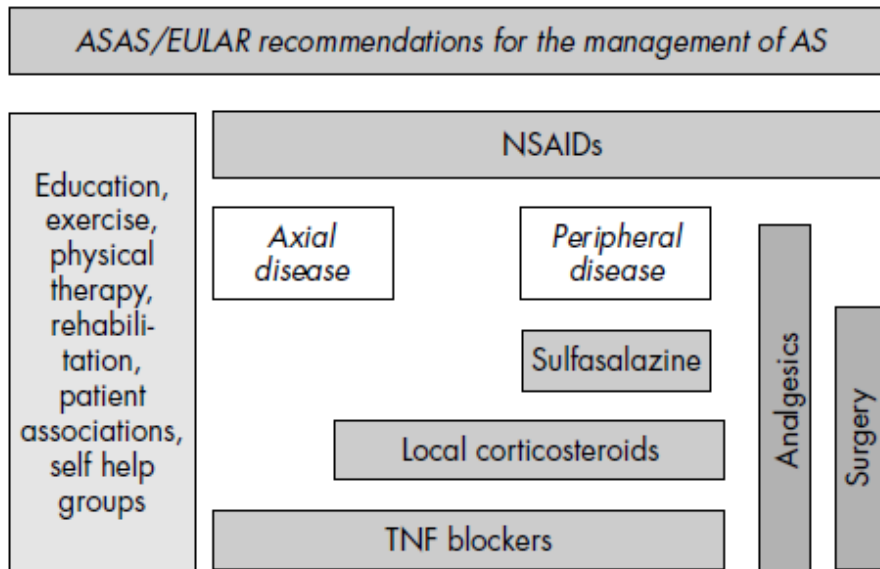 ASAS/EULAR recommendations for the management of AS
Education,
exercise,
physical
therapy,
rehabili-
tation,
patient
associations,
self help
groups
NSAIDs
Axial
disease
Peripheral
disease
Sulfasalazine
Local corticosteroids
TNF blockers
Analgesics
Surgery